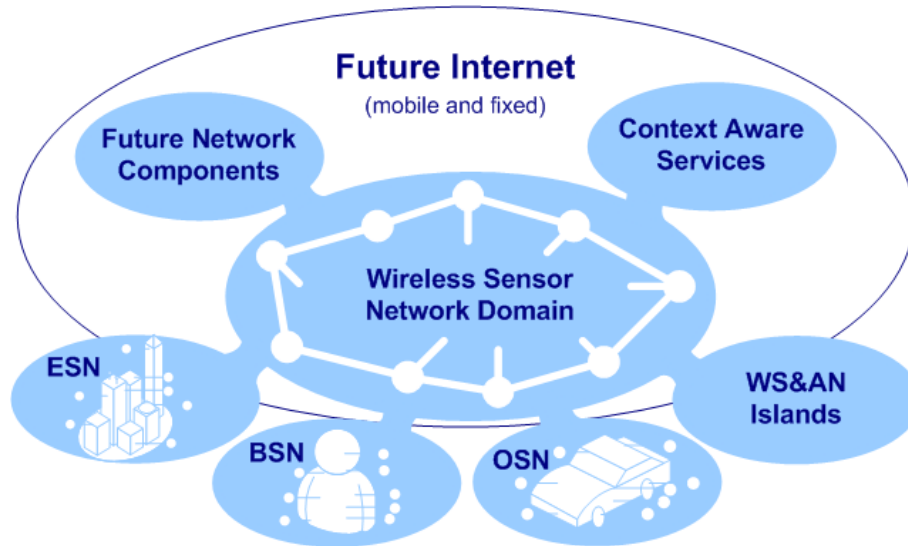 Future Internet
(mobile and fixed)
Future Network
Components
Context Aware
Services
Wireless Sensor
Network Domain
ESN
BSN
OSN
WS&AN
Islands